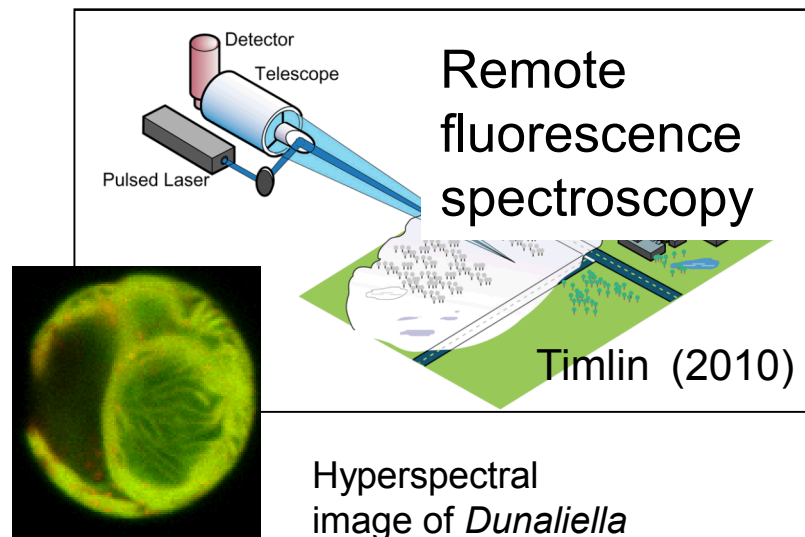 Detector
Telescope
Pulsed Laser
Remote
fluorescence
spectroscopy
Timlin (2010)
Hyperspectral
image of Dunaliella